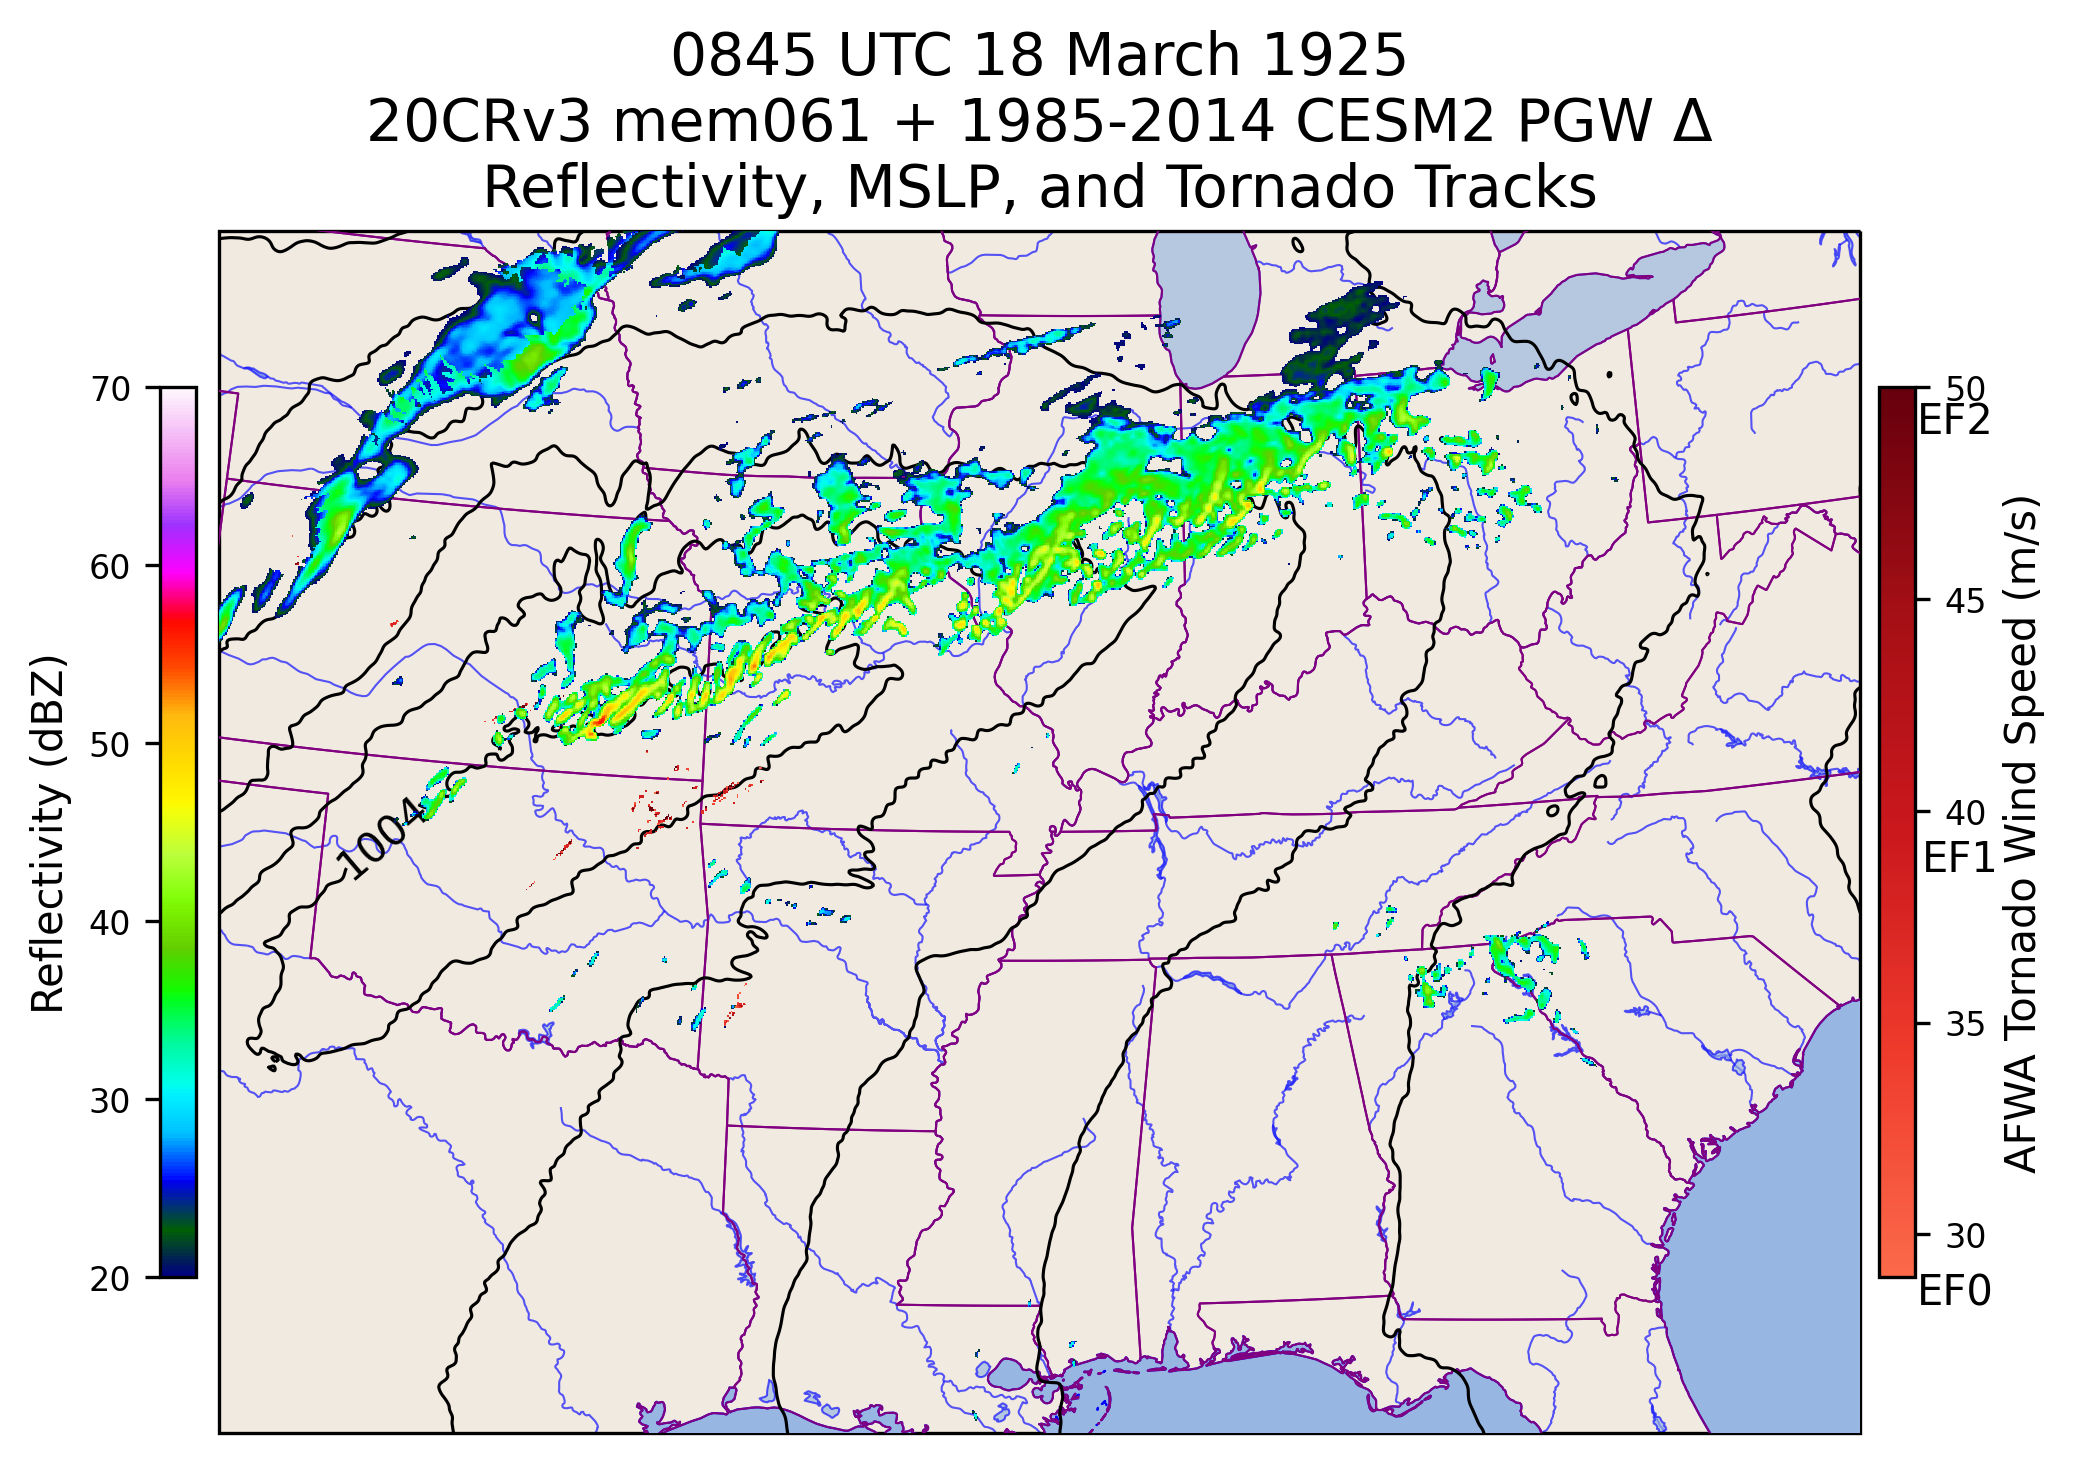 0845 UTC 18 March 1925
20CRv3 mem061 + 1985-2014 CESM2 PGW Δ
Reflectivity, MSLP, and Tornado Tracks
Reflectivity (dBZ)
70
60
50
40
30
20
1004
50
EF2
45
40
EF1
35
30
EF0
AFWA Tornado Wind Speed (m/s)